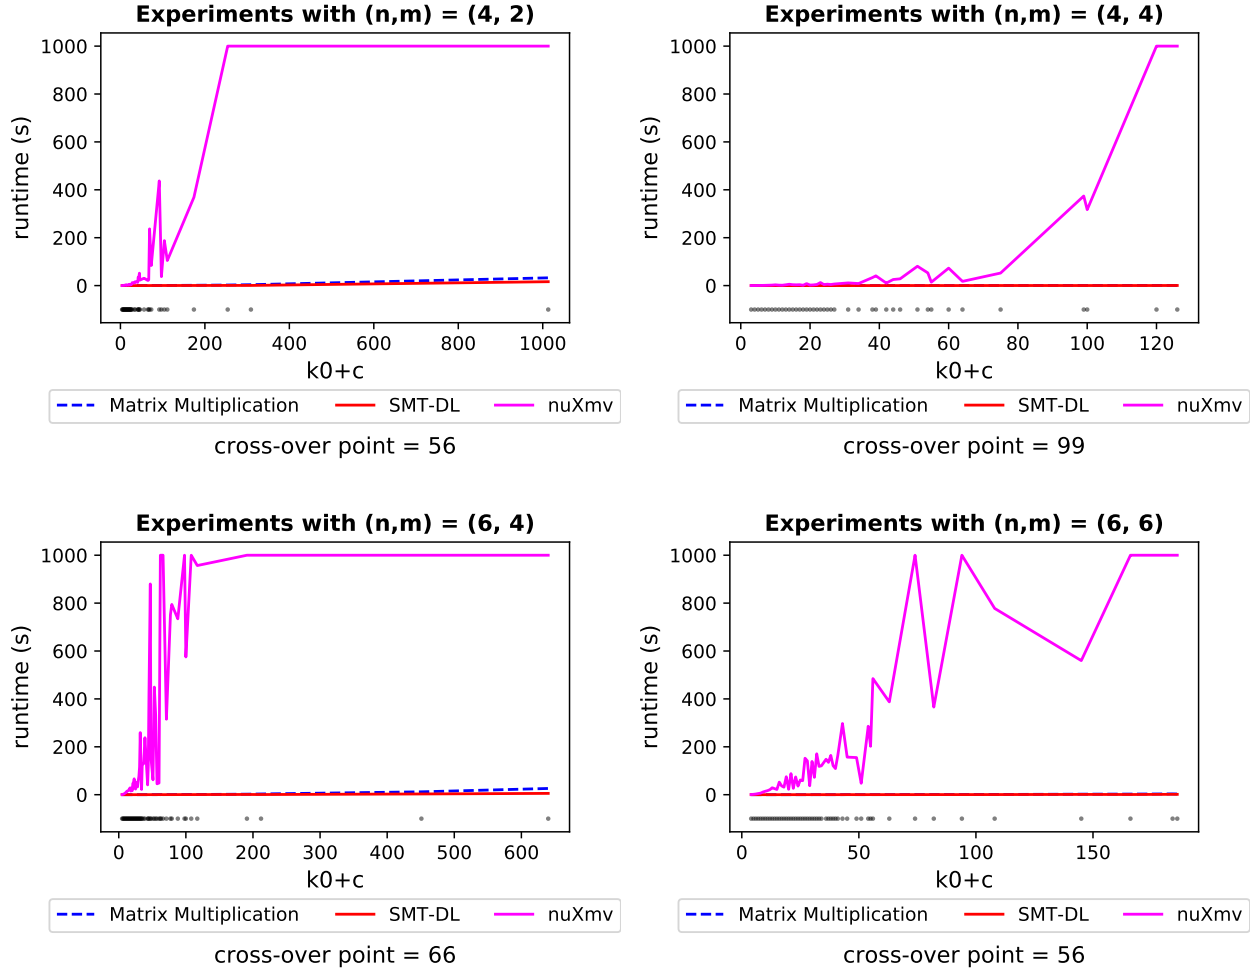 Experiments with (n,m) = (4, 2)
1000
800
600
400
200
0
runtime (s)
0 200 400 600 800 1000
k0+c
Matrix Multiplication SMT-DL nuXmv
cross-over point = 56
Experiments with (n,m) = (4, 4)
1000
800
600
400
200
0
runtime (s)
0 20 40 60 80 100 120
k0+c
Matrix Multiplication SMT-DL nuXmv
cross-over point = 99
Experiments with (n,m) = (6, 4)
1000
800
600
400
200
0
runtime (s)
0 100 200 300 400 500 600
k0+c
Matrix Multiplication SMT-DL nuXmv
cross-over point = 66
Experiments with (n,m) = (6, 6)
1000
800
600
400
200
0
runtime (s)
0 50 100 150
k0+c
Matrix Multiplication SMT-DL nuXmv
cross-over point = 56